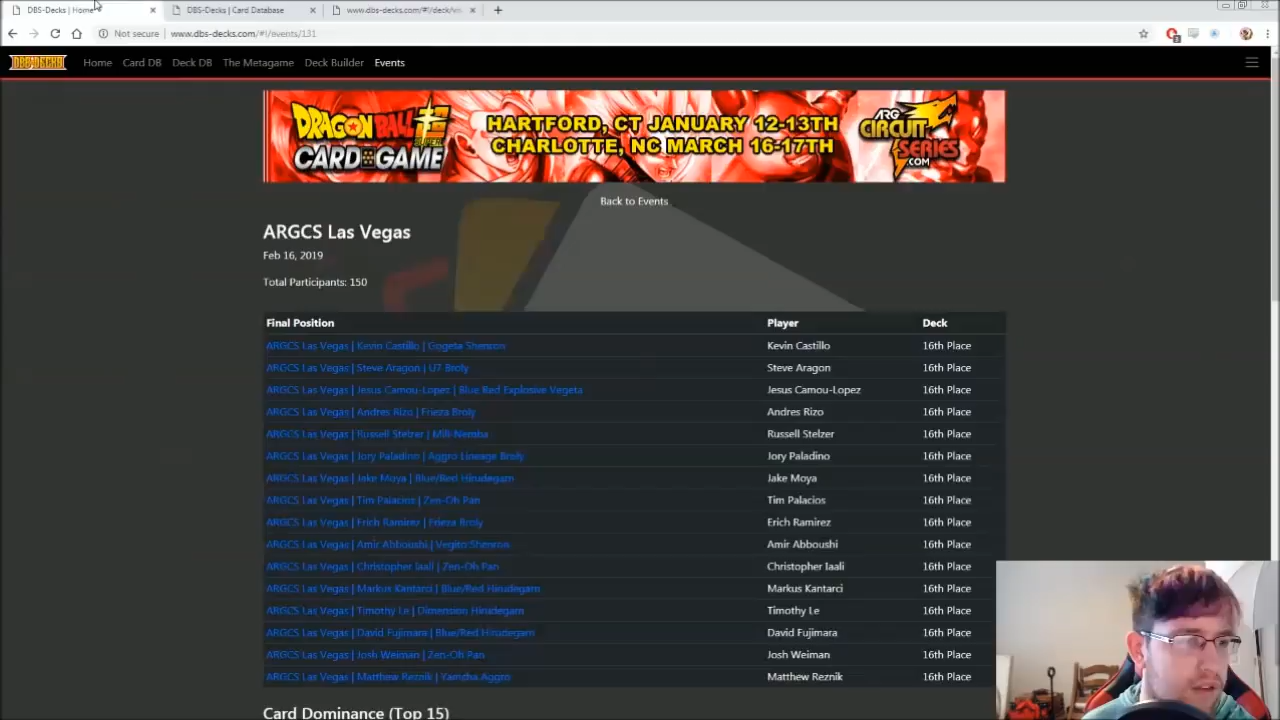 DBS-Decks | Home
DBS-Decks | Card Database
www.dbs-decks.com/#!/deck/vi
Not secure | www.dbs-decks.com/#!/events/131
DBS-DECKS
Home
Card DB
Deck DB
The Metagame
Deck Builder
Events
DRAGON BALL SUPER CARD GAME
HARTFORD, CT JANUARY 12-13TH
CHARLOTTE, NC MARCH 16-17TH
ARG CIRCUIT SERIES .COM
Back to Events
ARGCS Las Vegas
Feb 16, 2019
Total Participants: 150
Final Position Player Deck
ARGCS Las Vegas | Kevin Castillo | Gogeta Shenron Kevin Castillo 16th Place
ARGCS Las Vegas | Steve Aragon | U7 Broly Steve Aragon 16th Place
ARGCS Las Vegas | Jesus Camou-Lopez | Blue Red Explosive Vegeta Jesus Camou-Lopez 16th Place
ARGCS Las Vegas | Andres Rizo | Frieza Broly Andres Rizo 16th Place
ARGCS Las Vegas | Russell Stelzer | Mill-Nemba Russell Stelzer 16th Place
ARGCS Las Vegas | Jory Paladino | Aggro Lineage Broly Jory Paladino 16th Place
ARGCS Las Vegas | Jake Moya | Blue/Red Hirudegarn Jake Moya 16th Place
ARGCS Las Vegas | Tim Palacios | Zen-Oh Pan Tim Palacios 16th Place
ARGCS Las Vegas | Erich Ramirez | Frieza Broly Erich Ramirez 16th Place
ARGCS Las Vegas | Amir Abboushi | Vegito Shenron Amir Abboushi 16th Place
ARGCS Las Vegas | Christopher Iaali | Zen-Oh Pan Christopher Iaali 16th Place
ARGCS Las Vegas | Markus Kantarci | Blue/Red Hirudegarn Markus Kantarci 16th Place
ARGCS Las Vegas | Timothy Le | Dimension Hirudegarn Timothy Le 16th Place
ARGCS Las Vegas | David Fujimara | Blue/Red Hirudegarn David Fujimara 16th Place
ARGCS Las Vegas | Josh Weiman | Zen-Oh Pan Josh Weiman 16th Place
ARGCS Las Vegas | Matthew Reznik | Yamcha Aggro Matthew Reznik 16th Place
Card Dominance (Top 15)